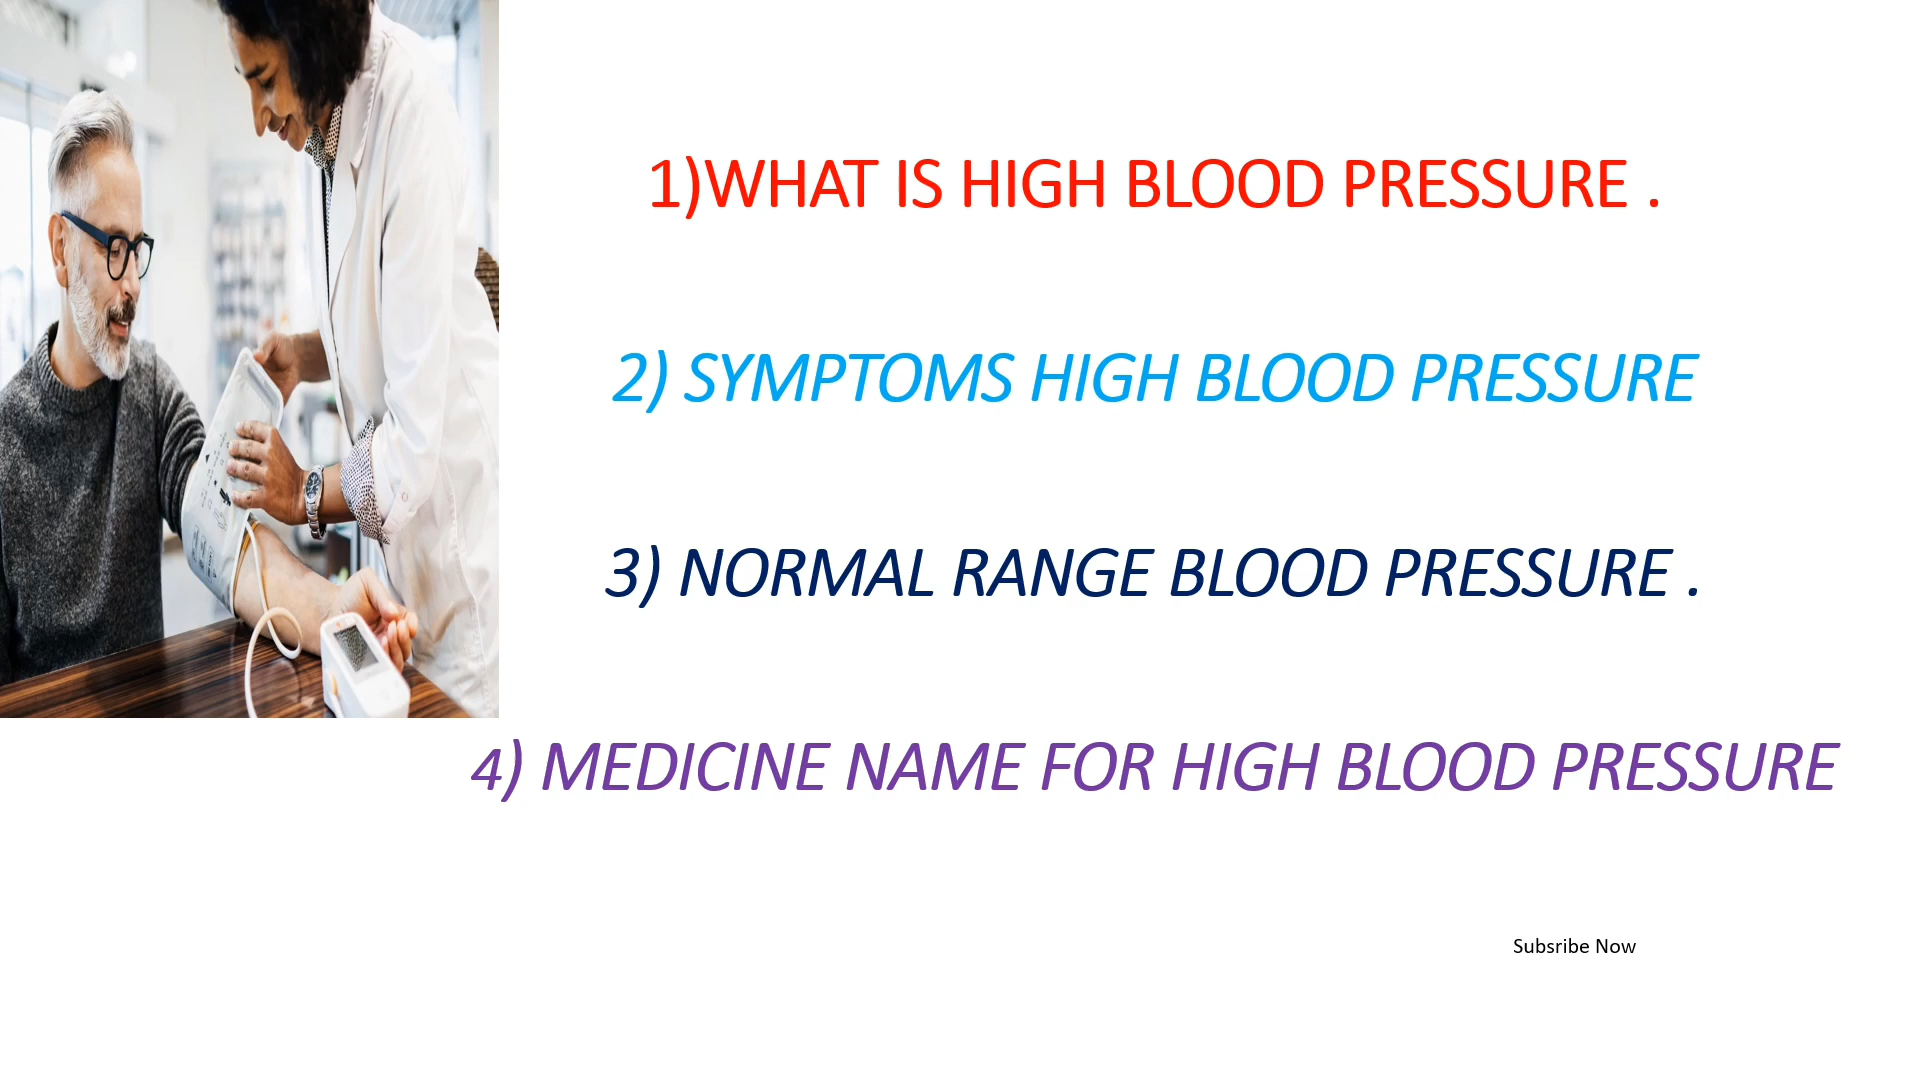 1)WHAT IS HIGH BLOOD PRESSURE .
2) SYMPTOMS HIGH BLOOD PRESSURE
3) NORMAL RANGE BLOOD PRESSURE .
4) MEDICINE NAME FOR HIGH BLOOD PRESSURE
Subsribe Now